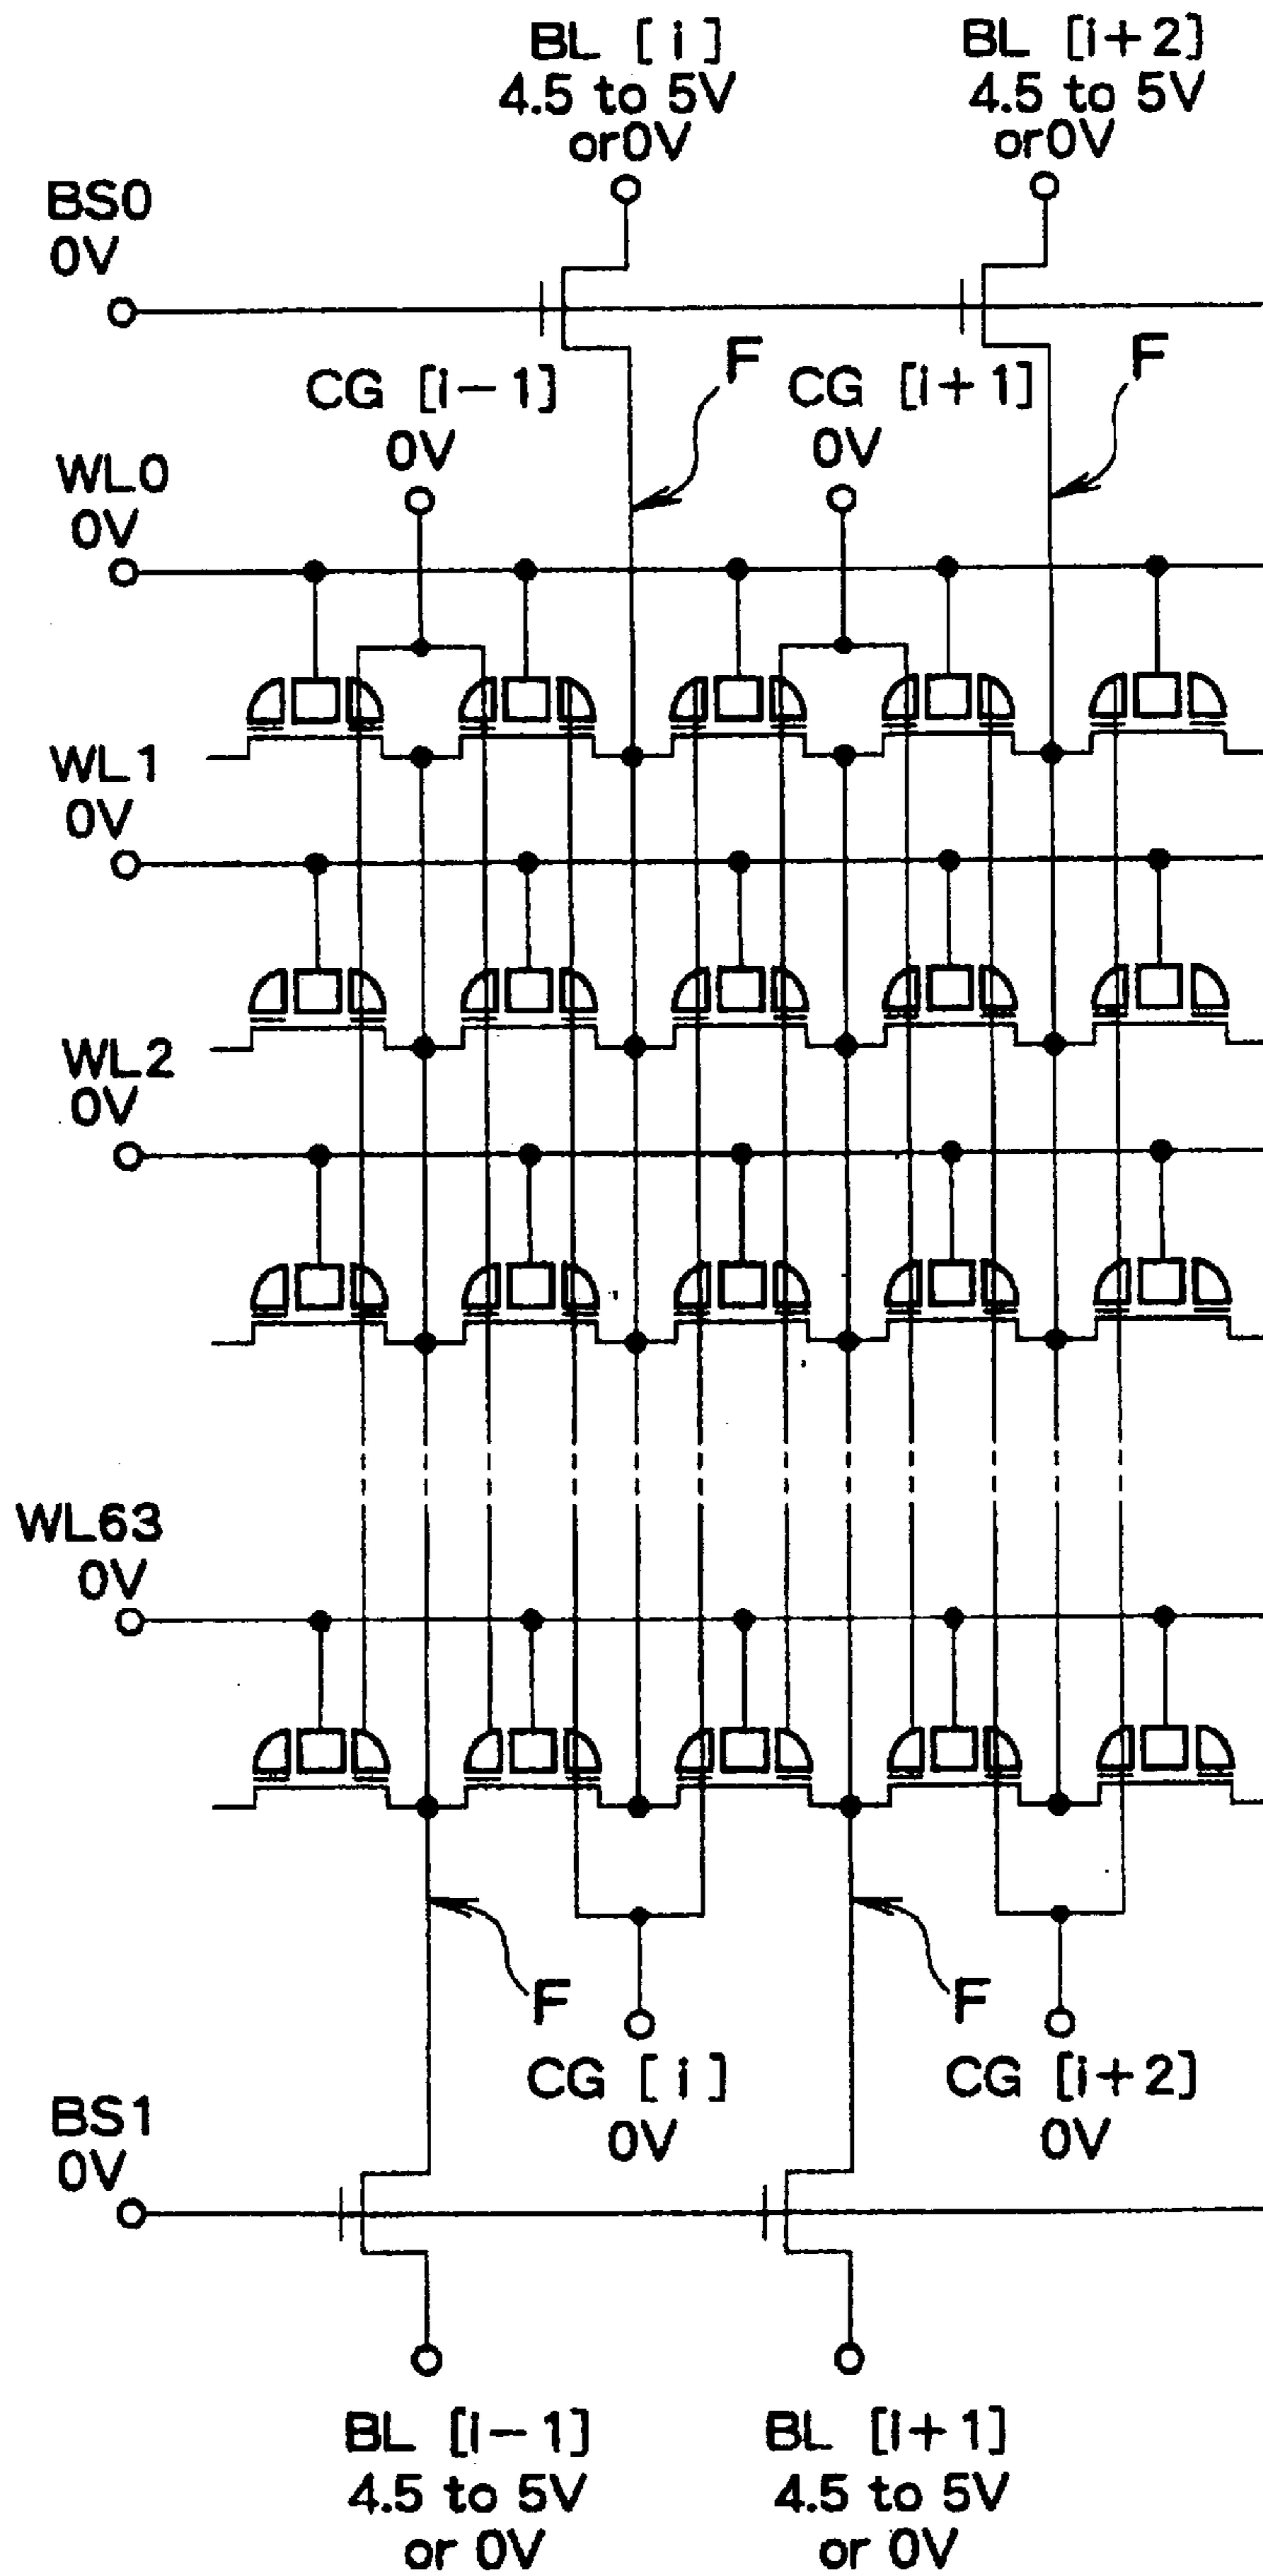 BL [i]
4.5 to 5V
or0V
BL [i+2]
4.5 to 5V
or0V
BS0
0V
F
F
CG [i−1]
0V
CG [i+1]
0V
WL0
0V
WL1
0V
WL2
0V
WL63
0V
F
F
CG [i]
0V
CG [i+2]
0V
BS1
0V
BL [i−1]
4.5 to 5V
or 0V
BL [i+1]
4.5 to 5V
or 0V